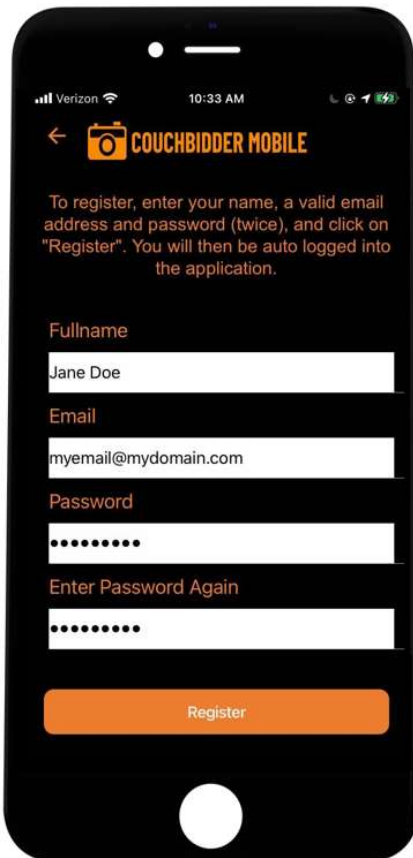 Verizon 10:33 AM
COUCHBIDDER MOBILE
To register, enter your name, a valid email
address and password (twice), and click on
"Register". You will then be auto logged into
the application.
Fullname
Jane Doe
Email
myemail@mydomain.com
Password
•••••••••
Enter Password Again
•••••••••
Register